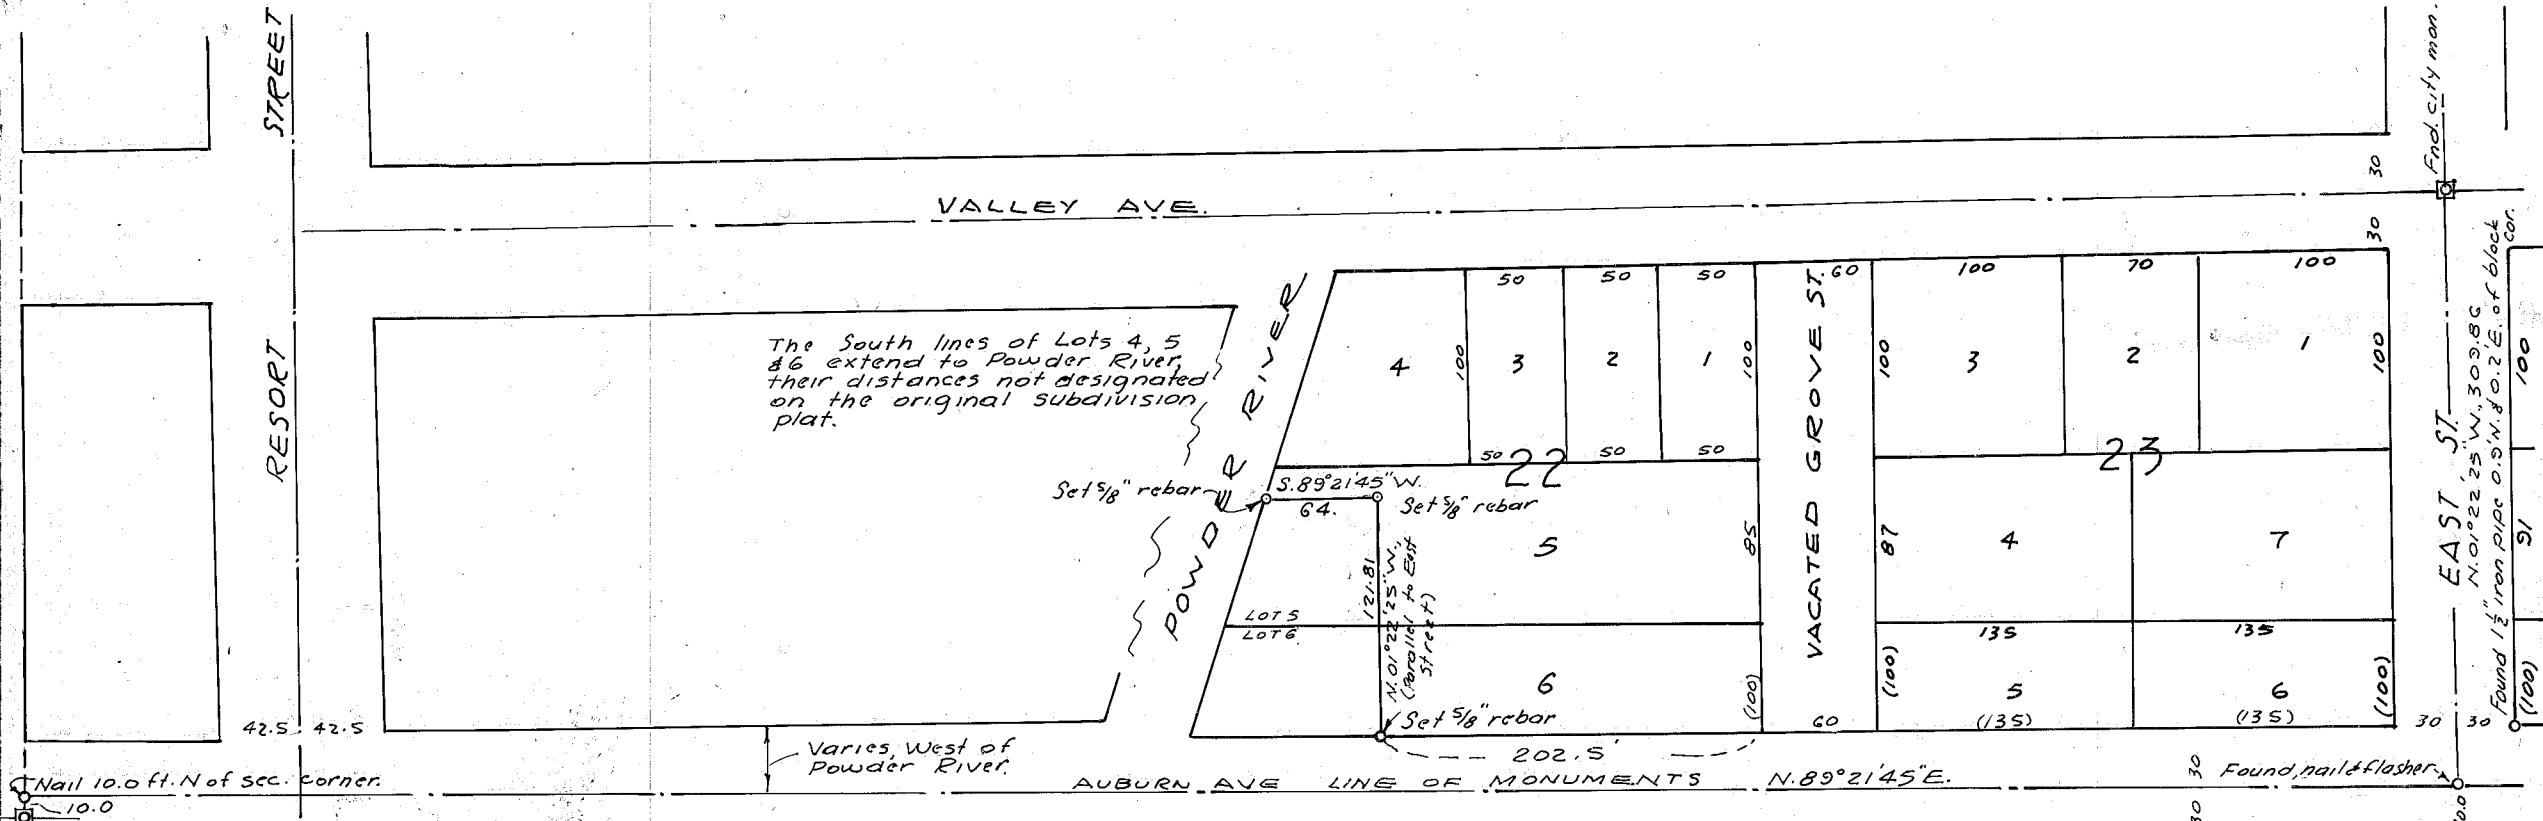 STREET
RESORT
VALLEY AVE.
Fnd. city mon.
30
30
The South lines of Lots 4, 5
&6 extend to Powder River,
their distances not designated
on the original subdivision
plat.
POWDER RIVER
50
50
50
60
100
70
100
4
100
3
2
1
100
100
3
2
1
100
100
50
50
50
22
23
VACATED GROVE ST.
EAST ST.
N.01°22'25"W., 309.86
Found 1½" iron pipe 0.9'N. & 0.2'E. of block
cor.
Set 5/8" rebar
S.89°21'45"W.
64.
Set 5/8" rebar
5
85
87
4
7
91
121.81
N.01°22'25"W.,
(Parallel to East
Street)
LOT 5
LOT 6
135
135
6
(100)
(100)
5
6
(100)
(100)
Set 5/8" rebar
60
(135)
(135)
30
30
42.5
42.5
202.5'
Varies, West of
Powder River.
Nail 10.0 ft. N of sec. corner.
10.0
AUBURN AVE LINE OF MONUMENTS N.89°21'45"E.
30
30
Found, nail & flasher